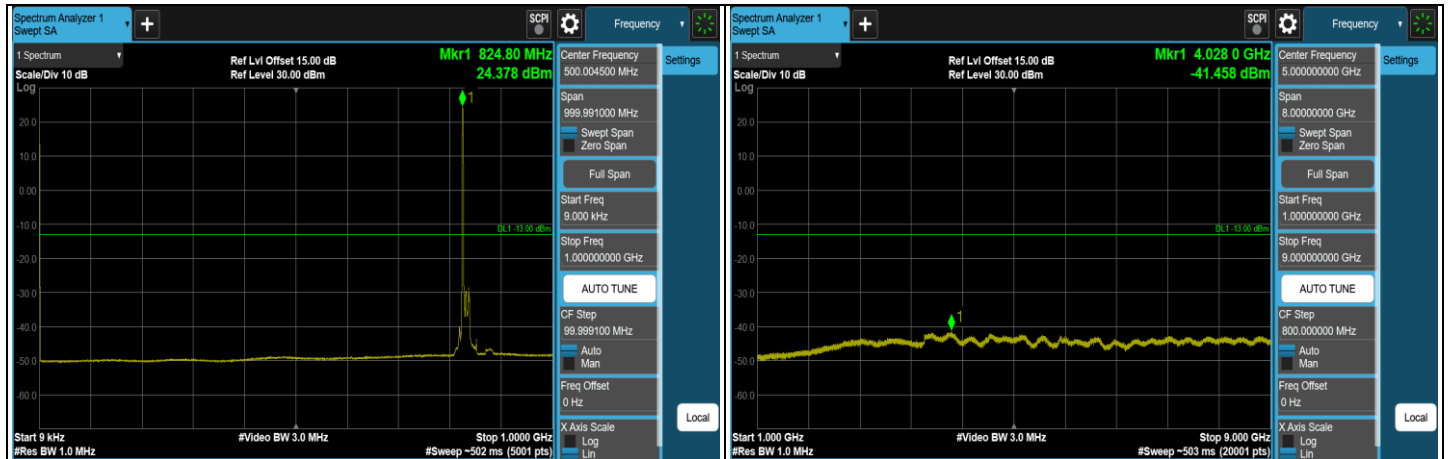 Spectrum Analyzer 1
Swept SA
+
SCPI
Frequency
1 Spectrum
Scale/Div 10 dB
Log
Ref Lvl Offset 15.00 dB
Ref Level 30.00 dBm
Mkr1 824.80 MHz
24.378 dBm
1
20.0
10.0
0.00
-10.0
-20.0
-30.0
-40.0
-50.0
-60.0
DL1 -13.00 dBm
Start 9 kHz
#Res BW 1.0 MHz
#Video BW 3.0 MHz
Stop 1.0000 GHz
#Sweep ~502 ms (5001 pts)
Center Frequency
500.004500 MHz
Span
999.991000 MHz
Swept Span
Zero Span
Full Span
Start Freq
9.000 kHz
Stop Freq
1.000000000 GHz
AUTO TUNE
CF Step
99.999100 MHz
Auto
Man
Freq Offset
0 Hz
X Axis Scale
Log
Lin
Settings
Local
Spectrum Analyzer 1
Swept SA
+
SCPI
Frequency
1 Spectrum
Scale/Div 10 dB
Log
Ref Lvl Offset 15.00 dB
Ref Level 30.00 dBm
Mkr1 4.028 0 GHz
-41.458 dBm
1
20.0
10.0
0.00
-10.0
-20.0
-30.0
-40.0
-50.0
-60.0
DL1 -13.00 dBm
Start 1.000 GHz
#Res BW 1.0 MHz
#Video BW 3.0 MHz
Stop 9.000 GHz
#Sweep ~503 ms (20001 pts)
Center Frequency
5.000000000 GHz
Span
8.00000000 GHz
Swept Span
Zero Span
Full Span
Start Freq
1.000000000 GHz
Stop Freq
9.000000000 GHz
AUTO TUNE
CF Step
800.000000 MHz
Auto
Man
Freq Offset
0 Hz
X Axis Scale
Log
Lin
Settings
Local